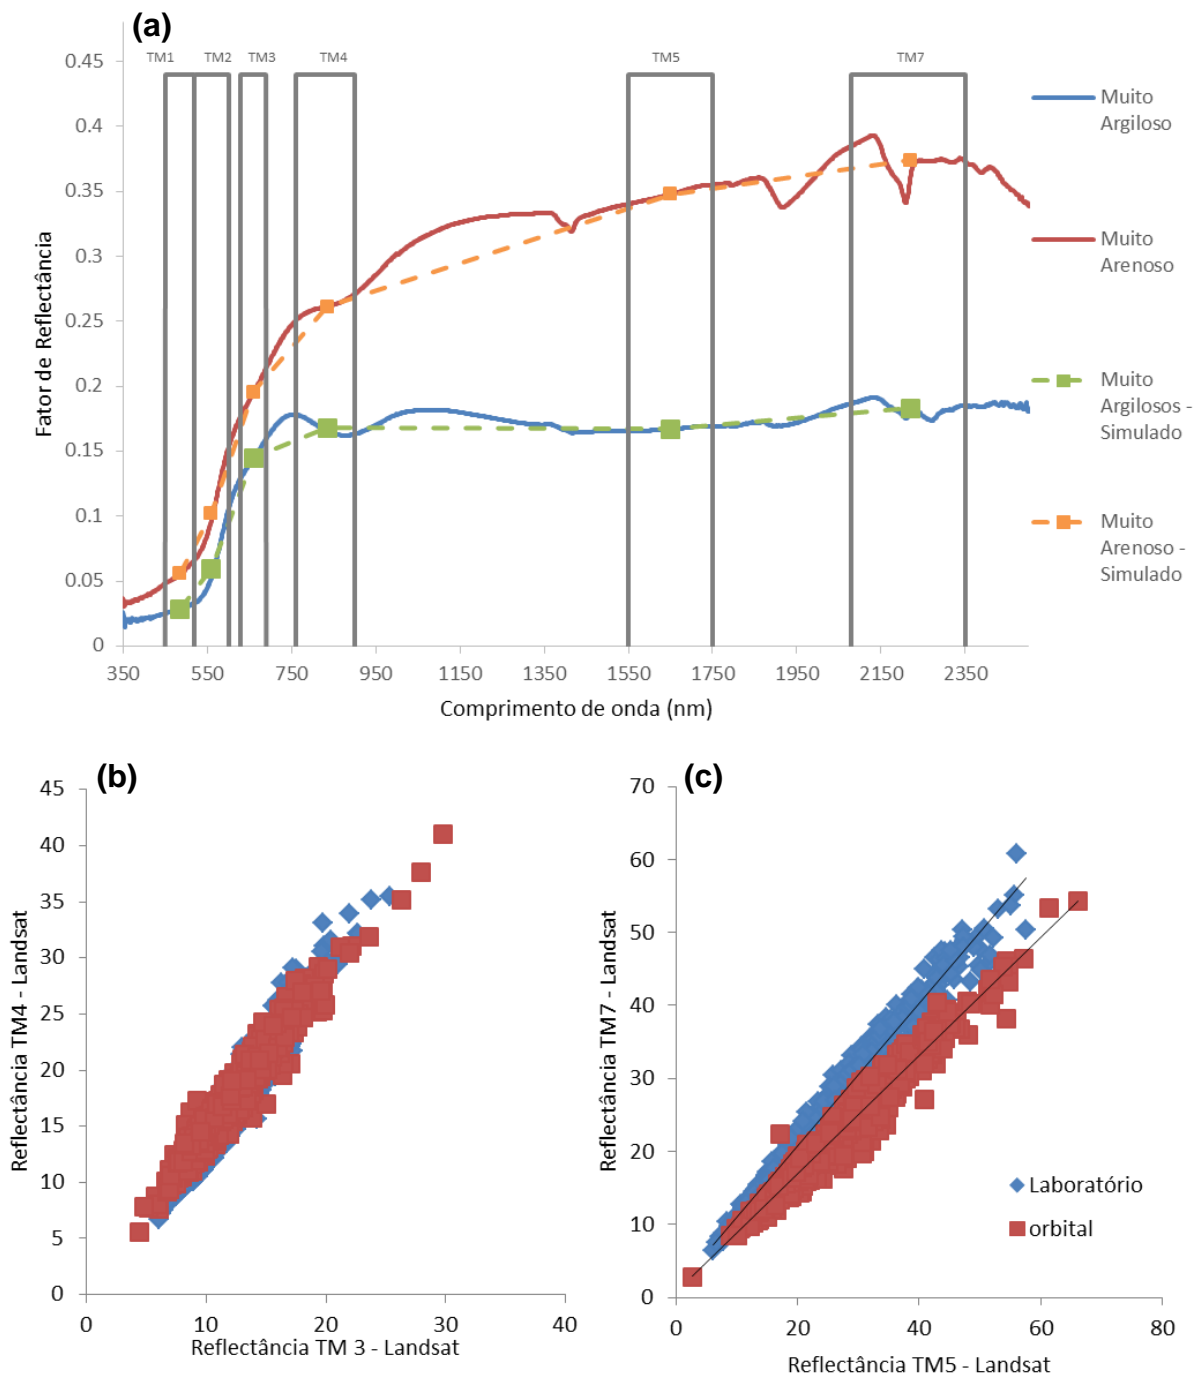 (a)
TM1 TM2 TM3 TM4 TM5 TM7
0.45
0.4
0.35
0.3
0.25
0.2
0.15
0.1
0.05
0
Fator de Reflectância
350 550 750 950 1150 1350 1550 1750 1950 2150 2350
Comprimento de onda (nm)
Muito
Argiloso
Muito
Arenoso
Muito
Argilosos -
Simulado
Muito
Arenoso -
Simulado
(b)
45
40
35
30
25
20
15
10
5
0
Reflectância TM4 - Landsat
0 10 20 30 40
Reflectância TM 3 - Landsat
(c)
70
60
50
40
30
20
10
0
Reflectância TM7 - Landsat
0 20 40 60 80
Reflectância TM5 - Landsat
Laboratório
orbital